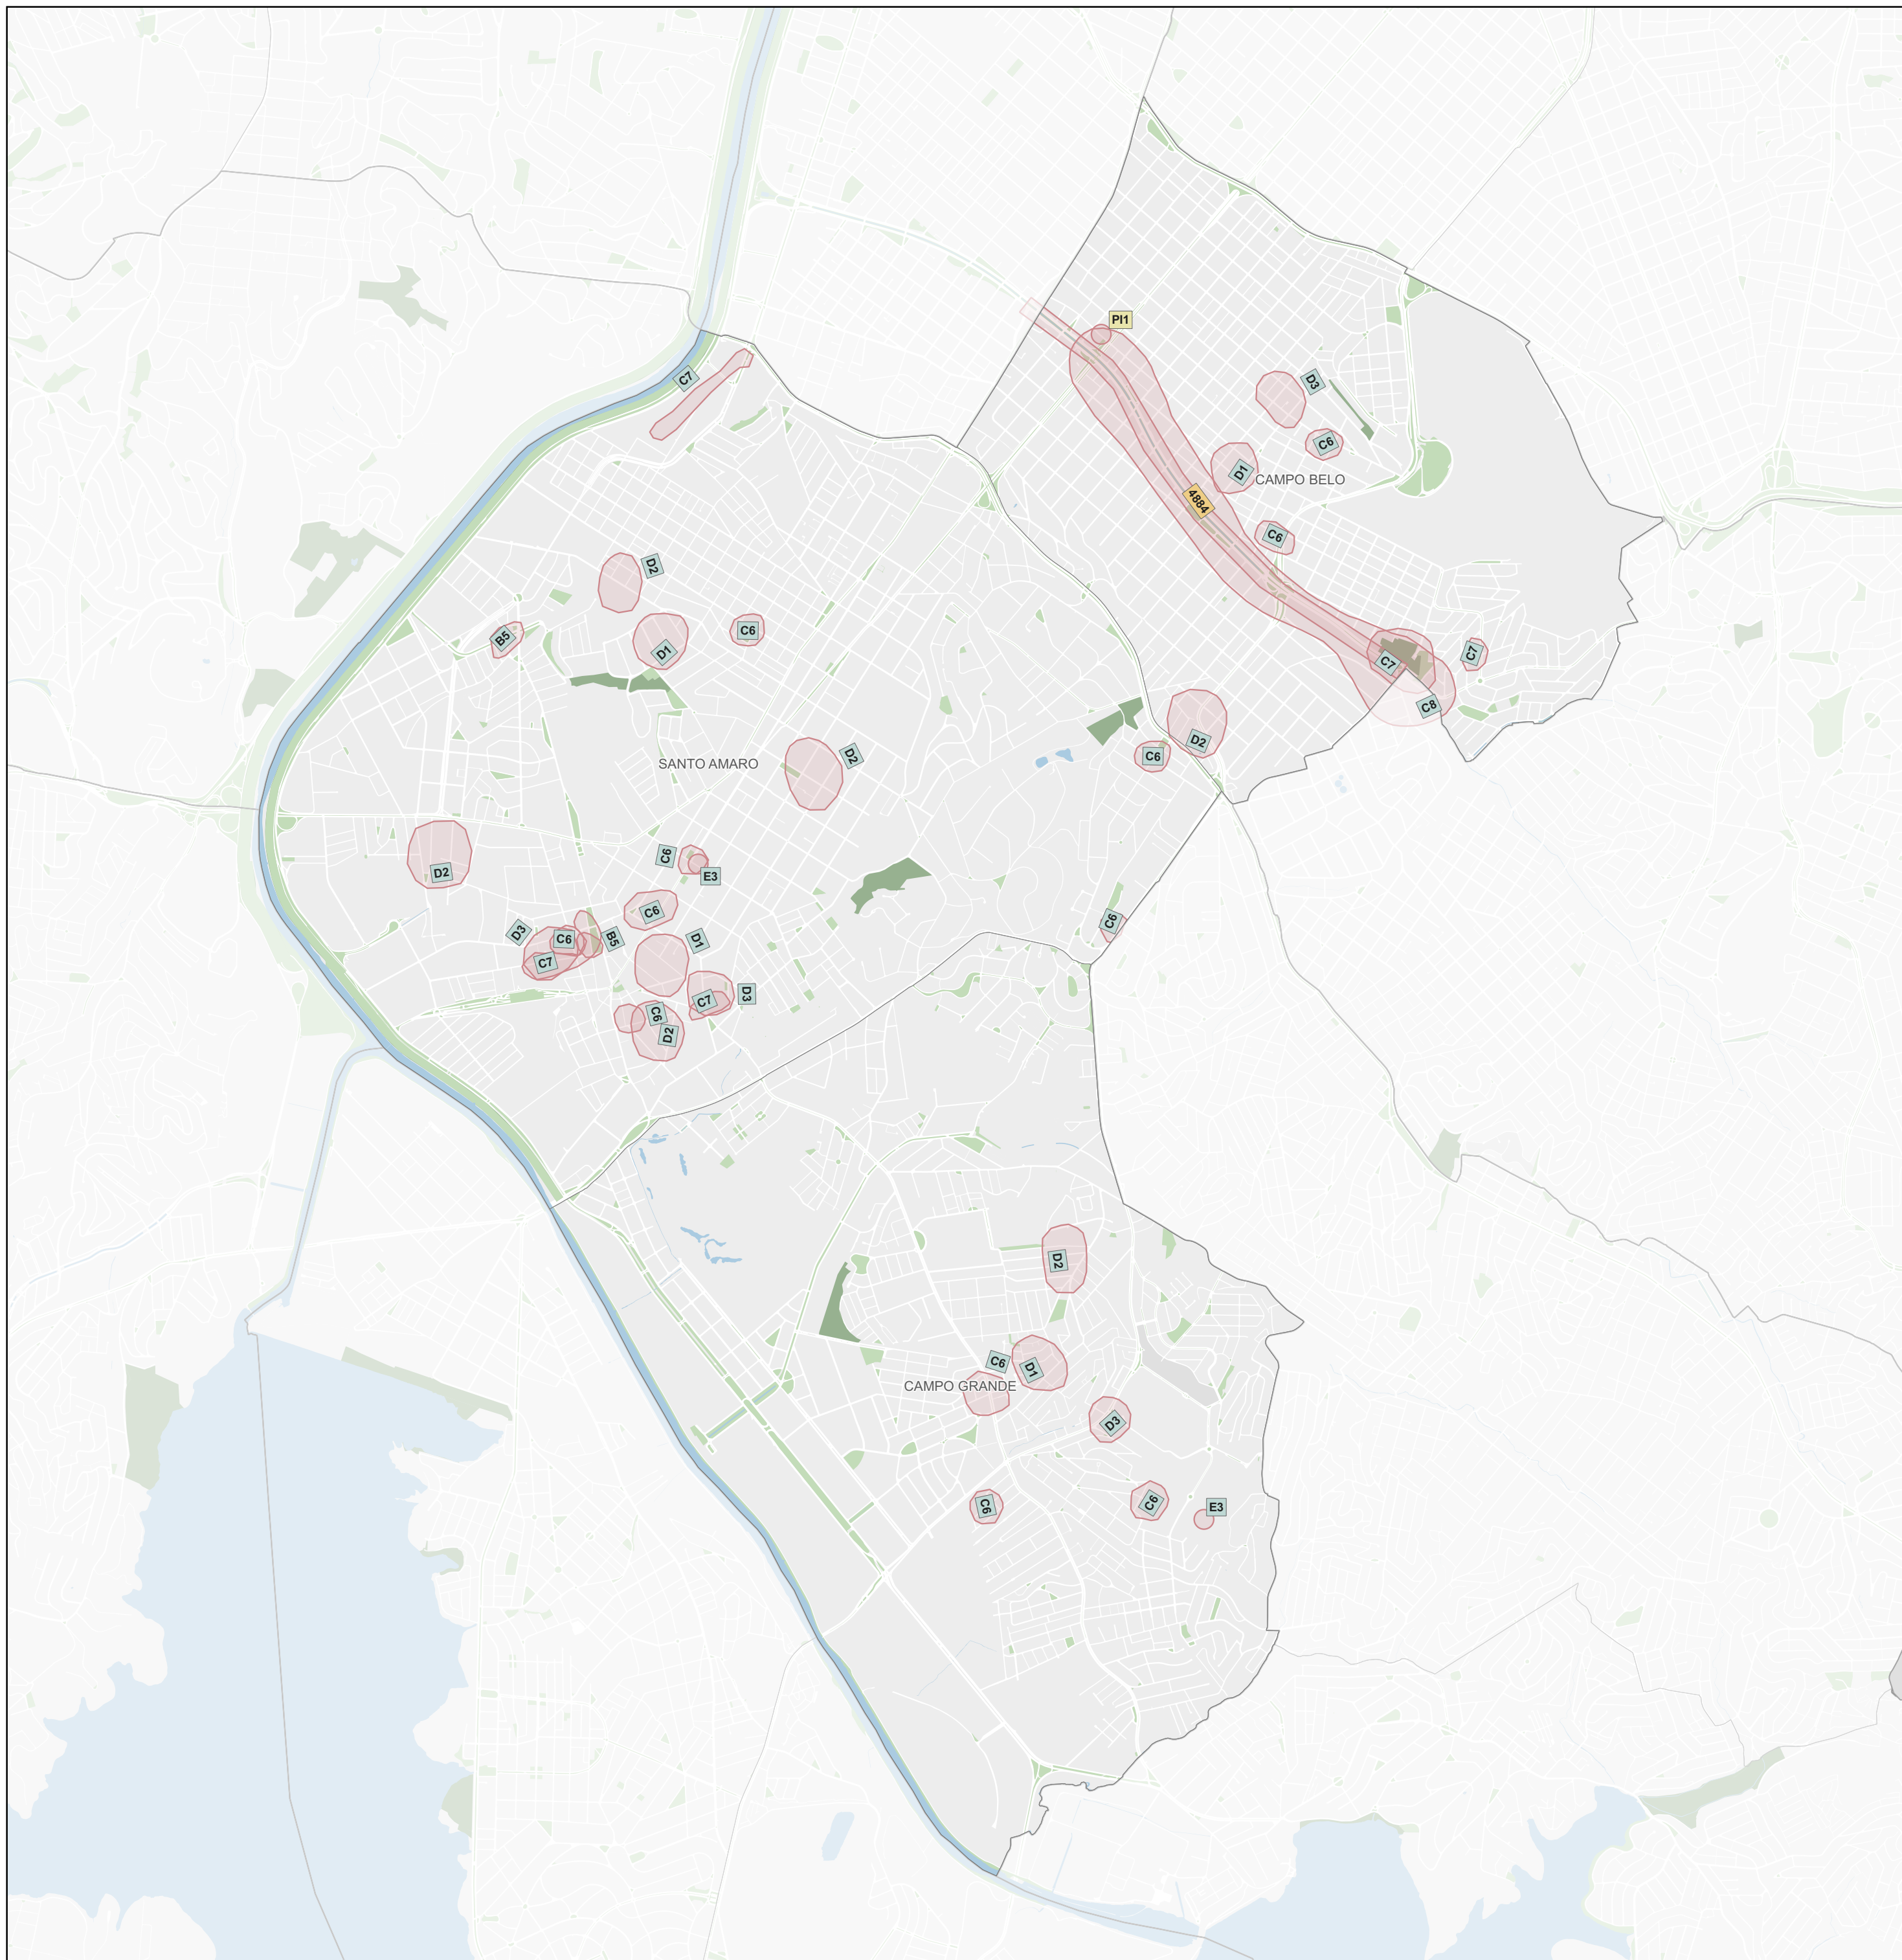 PI1
C7
D3
C6
D1
CAMPO BELO
4884
C6
D2
B5
C6
D1
C7
C7
C8
D2
C6
D2
SANTO AMARO
C6
E3
D2
C6
C6
D3
C6
B5
D1
C7
D3
C7
C6
D2
D2
C6
D1
CAMPO GRANDE
D3
C6
C6
E3